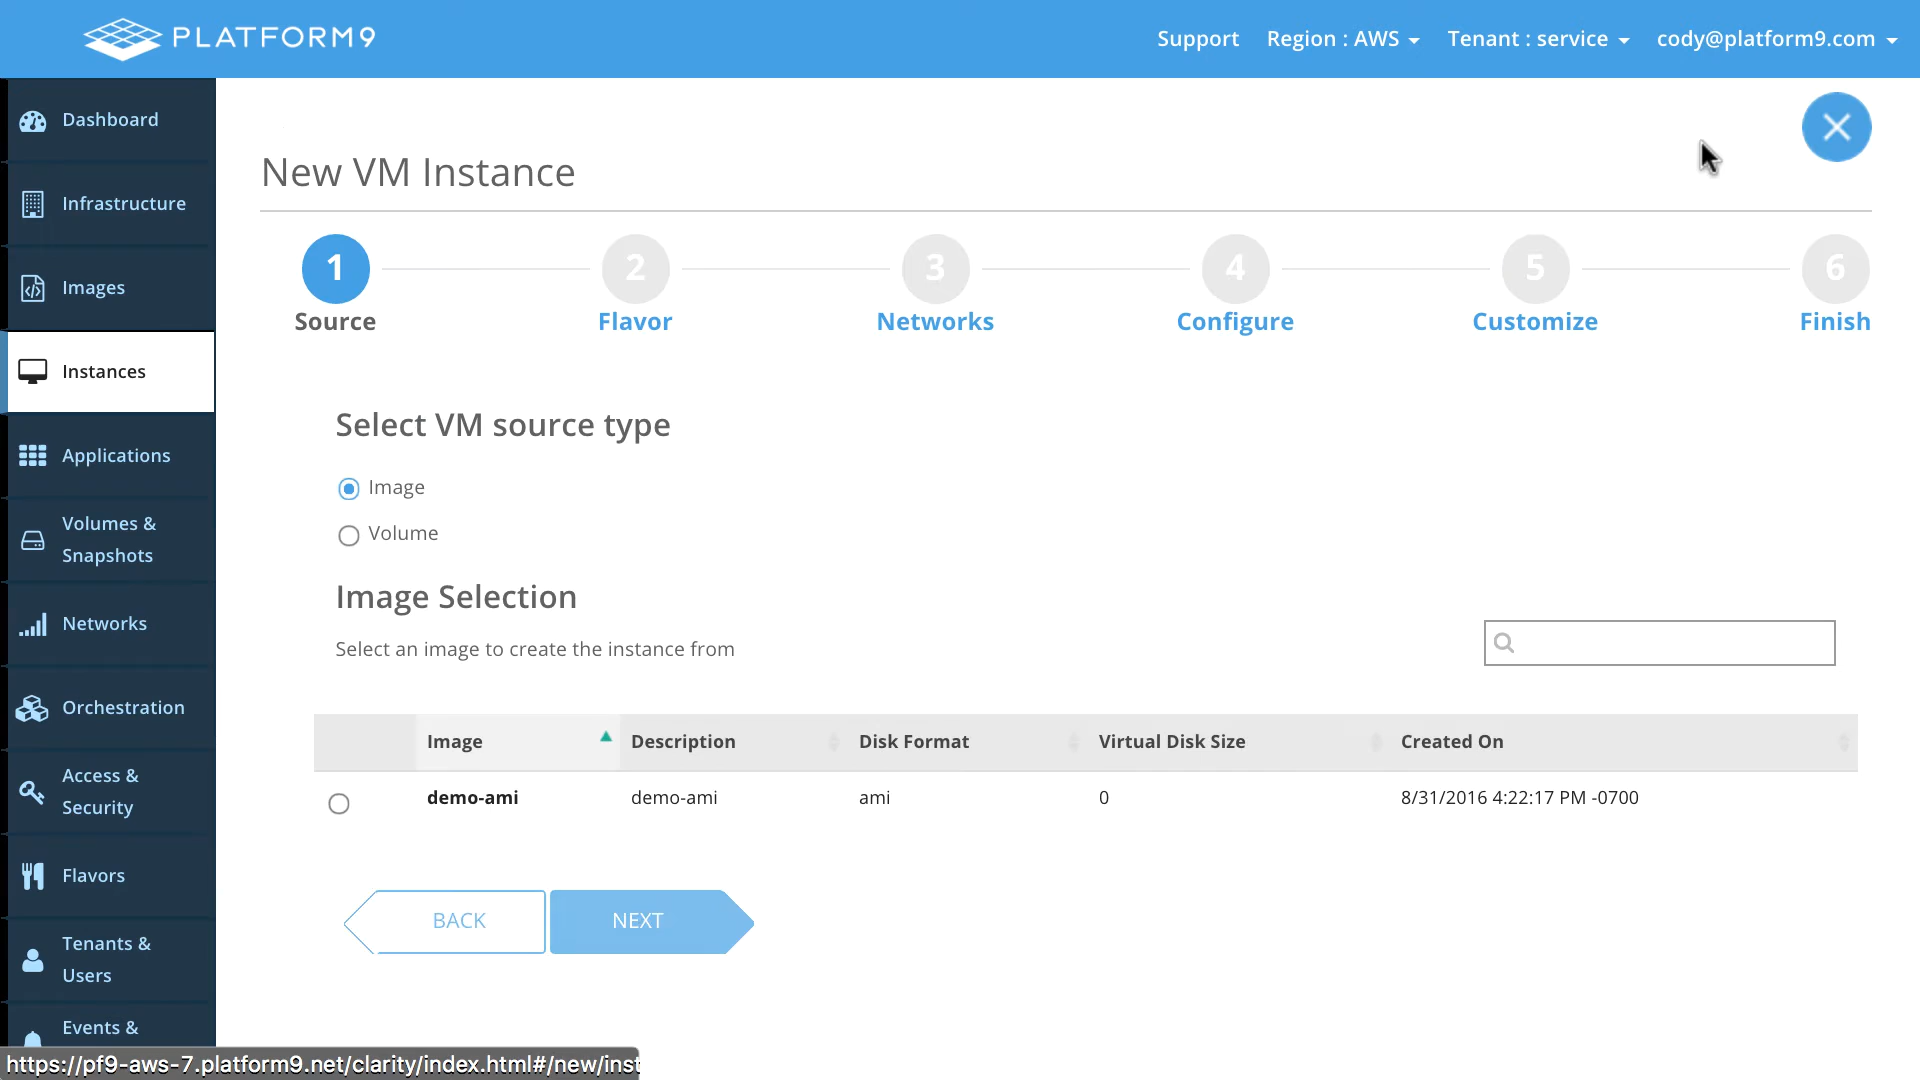 PLATFORM9
Support Region : AWS Tenant : service cody@platform9.com
Dashboard
Infrastructure
Images
Instances
Applications
Volumes &
Snapshots
Networks
Orchestration
Access &
Security
Flavors
Tenants &
Users
Events &
New VM Instance
1 2 3 4 5 6
Source Flavor Networks Configure Customize Finish
Select VM source type
Image
Volume
Image Selection
Select an image to create the instance from
Image Description Disk Format Virtual Disk Size Created On
demo-ami demo-ami ami 0 8/31/2016 4:22:17 PM -0700
BACK NEXT
https://pf9-aws-7.platform9.net/clarity/index.html#/new/inst